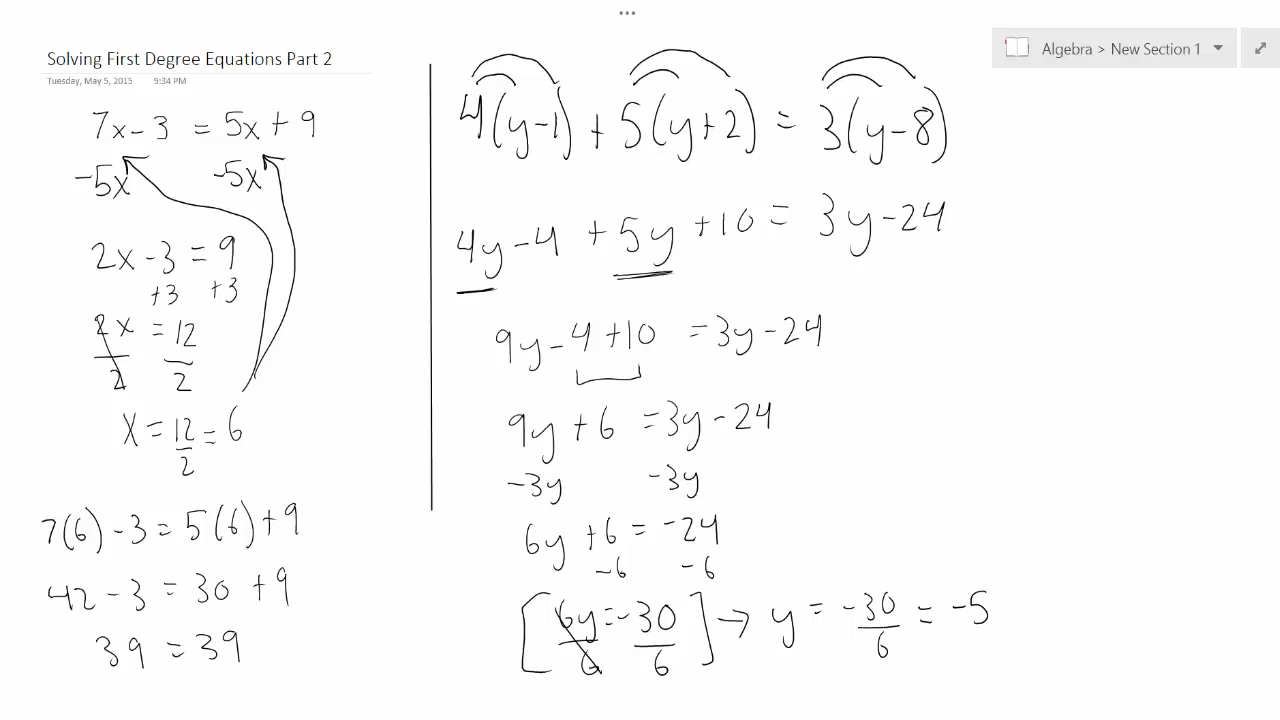 •••
Algebra > New Section 1
Solving First Degree Equations Part 2
Tuesday, May 5, 2015 9:34 PM
7x - 3 = 5x + 9
-5x -5x
2x - 3 = 9
+3 +3
2x = 12
2 2
x = 12/2 = 6
7(6) - 3 = 5(6) + 9
42 - 3 = 30 + 9
39 = 39
4(y-1) + 5(y+2) = 3(y-8)
4y - 4 + 5y + 10 = 3y - 24
9y - 4 + 10 = 3y - 24
9y + 6 = 3y - 24
-3y -3y
6y + 6 = -24
-6 -6
[6y/6 = -30/6] → y = -30/6 = -5